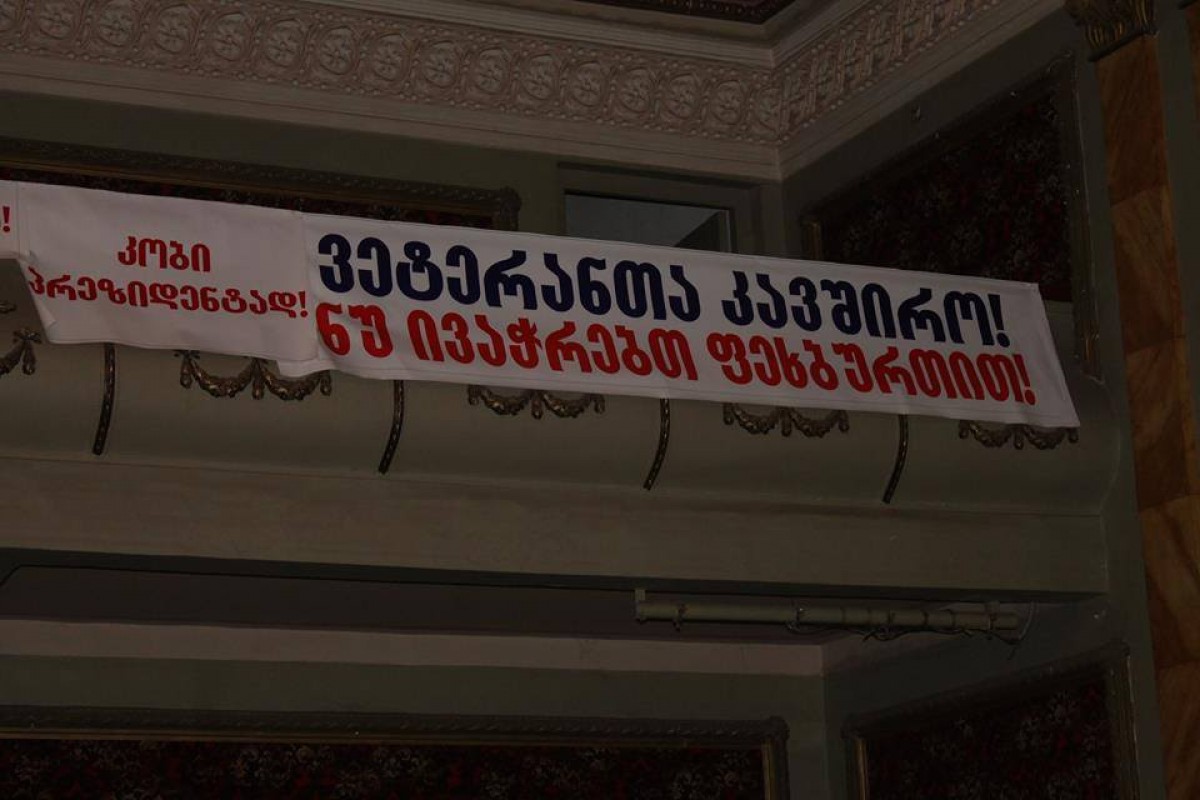 !
კობი
პრეზიდენტად!
ვეტერანთა კავშირო!
ნუ ივაჭრებთ ფეხბურთით!